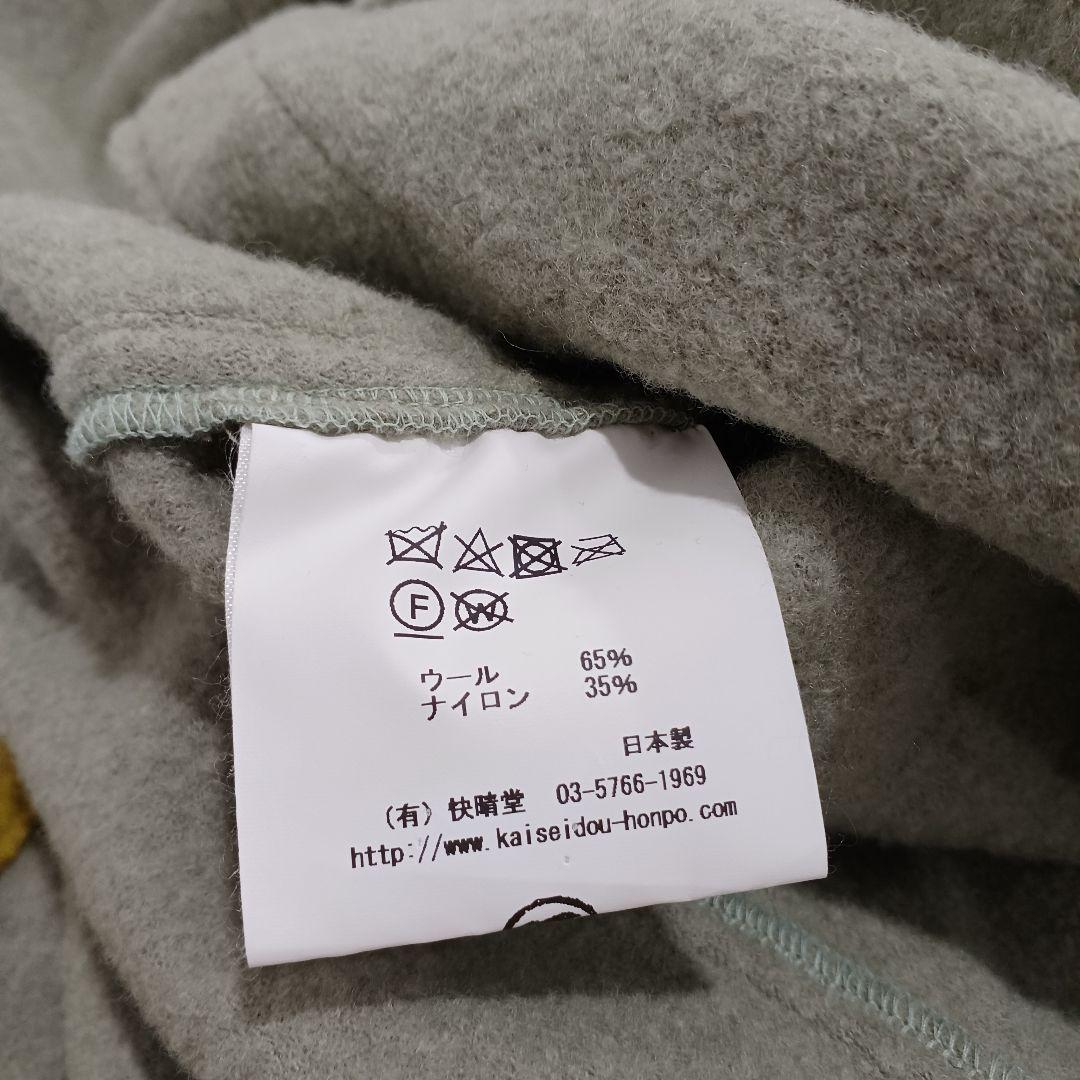 F W
ウール 65%
ナイロン 35%
日本製
(有) 快晴堂 03-5766-1969
http://www.kaiseidou-honpo.com